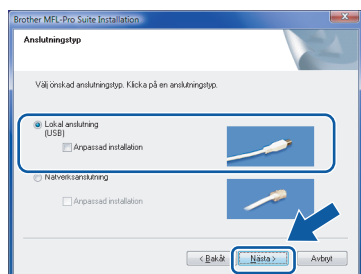 Brother MFL-Pro Suite Installation
Anslutningstyp
Välj önskad anslutningstyp. Klicka på en anslutningstyp.
Lokal anslutning
(USB)
Anpassad installation
Nätverksanslutning
Anpassad installation
< Bakåt
Nästa >
Avbryt